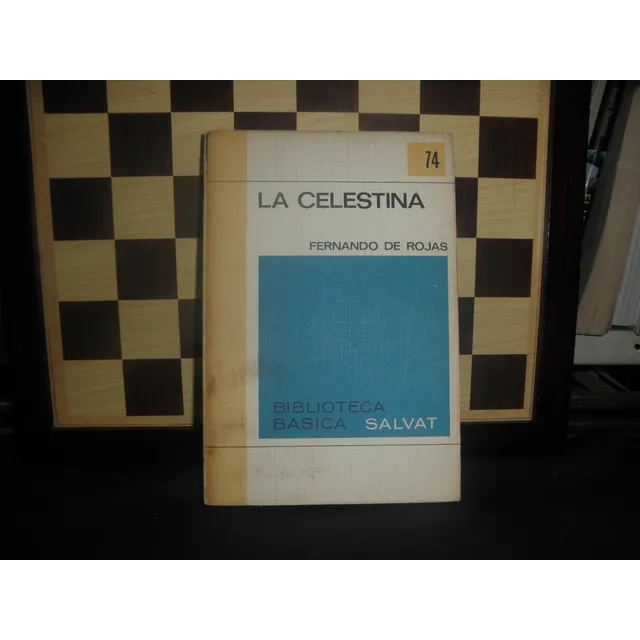 74
LA CELESTINA
FERNANDO DE ROJAS
BIBLIOTECA
BASICA SALVAT